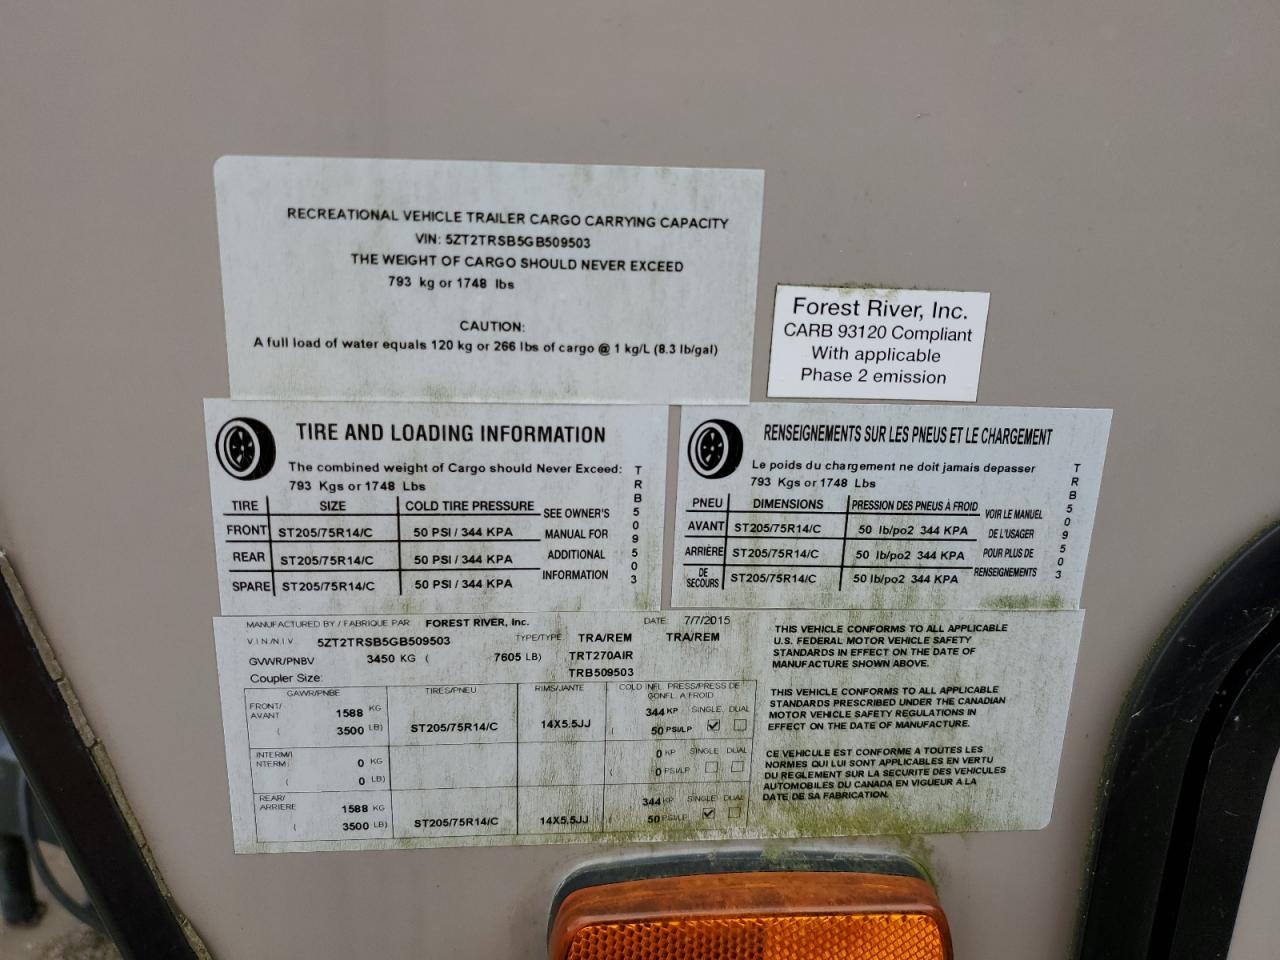 RECREATIONAL VEHICLE TRAILER CARGO CARRYING CAPACITY
VIN: 5ZT2TRSB5GB509503
THE WEIGHT OF CARGO SHOULD NEVER EXCEED
793 kg or 1748 lbs
CAUTION:
A full load of water equals 120 kg or 266 lbs of cargo @ 1 kg/L (8.3 lb/gal)
Forest River, Inc.
CARB 93120 Compliant
With applicable
Phase 2 emission
TIRE AND LOADING INFORMATION
The combined weight of Cargo should Never Exceed:
793 Kgs or 1748 Lbs
TIRE SIZE COLD TIRE PRESSURE
FRONT ST205/75R14/C 50 PSI / 344 KPA
REAR ST205/75R14/C 50 PSI / 344 KPA
SPARE ST205/75R14/C 50 PSI / 344 KPA
SEE OWNER'S
MANUAL FOR
ADDITIONAL
INFORMATION
TRB509503
RENSEIGNEMENTS SUR LES PNEUS ET LE CHARGEMENT
Le poids du chargement ne doit jamais depasser
793 Kgs or 1748 Lbs
PNEU DIMENSIONS PRESSION DES PNEUS À FROID
AVANT ST205/75R14/C 50 lb/po2 344 KPA
ARRIÈRE ST205/75R14/C 50 lb/po2 344 KPA
DE SECOURS ST205/75R14/C 50 lb/po2 344 KPA
VOIR LE MANUEL
DE L'USAGER
POUR PLUS DE
RENSEIGNEMENTS
TRB509503
MANUFACTURED BY / FABRIQUE PAR FOREST RIVER, Inc. DATE 7/7/2015
V.I.N/N.I.V. 5ZT2TRSB5GB509503 TYPE/TYPE TRA/REM TRA/REM
GVWR/PNBV 3450 KG ( 7605 LB) TRT270AIR
Coupler Size: TRB509503
GAWR/PNBE TIRES/PNEU RIMS/JANTE COLD INFL. PRESS/PRESS DE
GONFL. A FROID
FRONT/
AVANT 1588 KG 344 KP SINGLE DUAL
( 3500 LB) ST205/75R14/C 14X5.5JJ ( 50 PSI/LP
INTERM/I
NTERM 0 KG 0 KP SINGLE DUAL
( 0 LB) ( 0 PSI/LP
REAR/
ARRIERE 1588 KG 344 KP SINGLE DUAL
( 3500 LB) ST205/75R14/C 14X5.5JJ ( 50 PSI/LP
THIS VEHICLE CONFORMS TO ALL APPLICABLE
U.S. FEDERAL MOTOR VEHICLE SAFETY
STANDARDS IN EFFECT ON THE DATE OF
MANUFACTURE SHOWN ABOVE.
THIS VEHICLE CONFORMS TO ALL APPLICABLE
STANDARDS PRESCRIBED UNDER THE CANADIAN
MOTOR VEHICLE SAFETY REGULATIONS IN
EFFECT ON THE DATE OF MANUFACTURE.
CE VEHICULE EST CONFORME A TOUTES LES
NORMES QUI LUI SONT APPLICABLES EN VERTU
DU REGLEMENT SUR LA SECURITE DES VEHICULES
AUTOMOBILES DU CANADA EN VIGUEUR A LA
DATE DE SA FABRICATION.